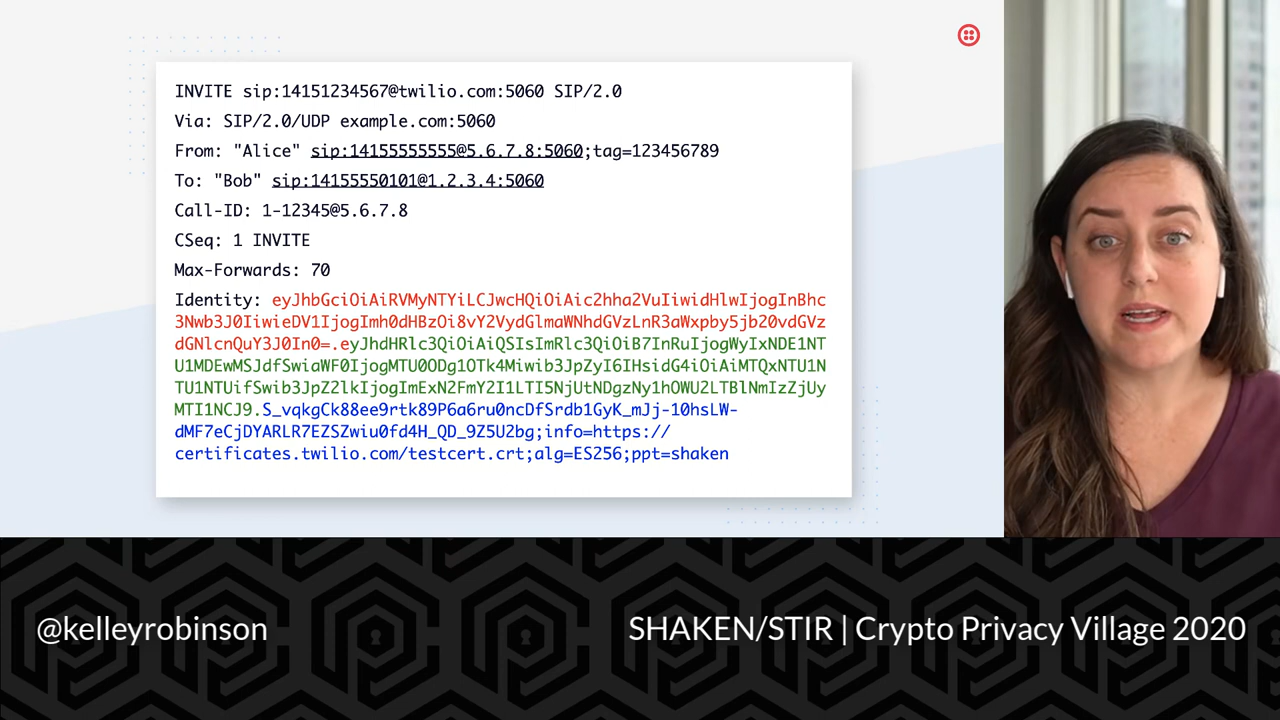 INVITE sip:14151234567@twilio.com:5060 SIP/2.0
Via: SIP/2.0/UDP example.com:5060
From: "Alice" sip:14155555555@5.6.7.8:5060;tag=123456789
To: "Bob" sip:14155550101@1.2.3.4:5060
Call-ID: 1-12345@5.6.7.8
CSeq: 1 INVITE
Max-Forwards: 70
Identity: eyJhbGciOiAiRVMyNTYiLCJwcHQiOiAic2hha2VuIiwidHlwIjogInBhc
3Nwb3J0IiwieDV1IjogImh0dHBzOi8vY2VydGlmaWNhdGVzLnR3aWxpby5jb20vdGVz
dGNlcnQuY3J0In0=.eyJhdHRlc3QiOiAiQSIsImRlc3QiOiB7InRuIjogWyIxNDE1NT
U1MDEwMSJdfSwiaWF0IjogMTU0ODg1OTk4Miwib3JpZyI6IHsidG4iOiAiMTQxNTU1N
TU1NTUifSwib3JpZ2lkIjogImExN2FmY2I1LTI5NjUtNDgzNy1hOWU2LTBlNmIzZjUy
MTI1NCJ9.S_vqkgCk88ee9rtk89P6a6ru0ncDfSrdb1GyK_mJj-10hsLW-
dMF7eCjDYARLR7EZSZwiu0fd4H_QD_9Z5U2bg;info=https://
certificates.twilio.com/testcert.crt;alg=ES256;ppt=shaken
@kelleyrobinson
SHAKEN/STIR | Crypto Privacy Village 2020